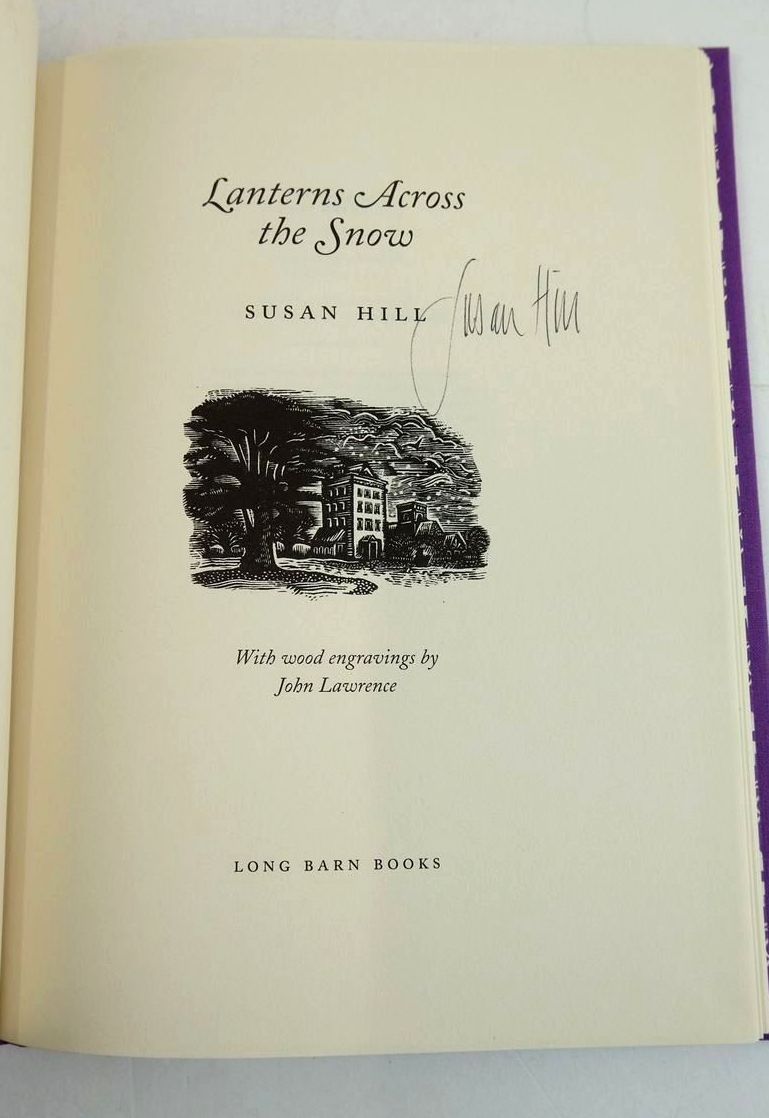 Lanterns Across
the Snow
SUSAN HILL
Susan Hill
With wood engravings by
John Lawrence
LONG BARN BOOKS